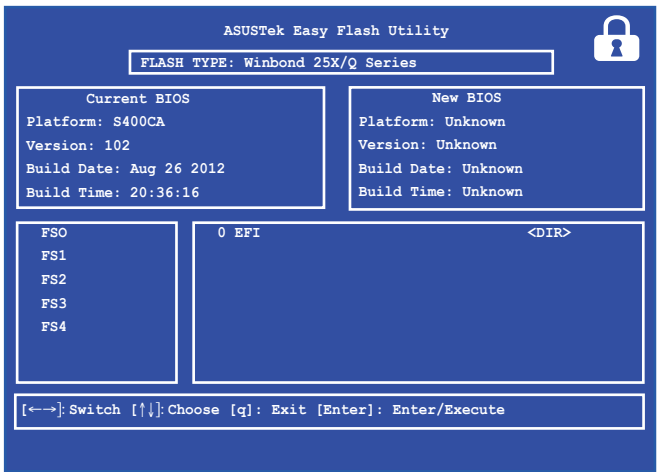 ASUSTek Easy Flash Utility
FLASH TYPE: Winbond 25X/Q Series
Current BIOS
Platform: S400CA
Version: 102
Build Date: Aug 26 2012
Build Time: 20:36:16
New BIOS
Platform: Unknown
Version: Unknown
Build Date: Unknown
Build Time: Unknown
FSO
FS1
FS2
FS3
FS4
0 EFI <DIR>
[←→]: Switch [↑↓]: Choose [q]: Exit [Enter]: Enter/Execute